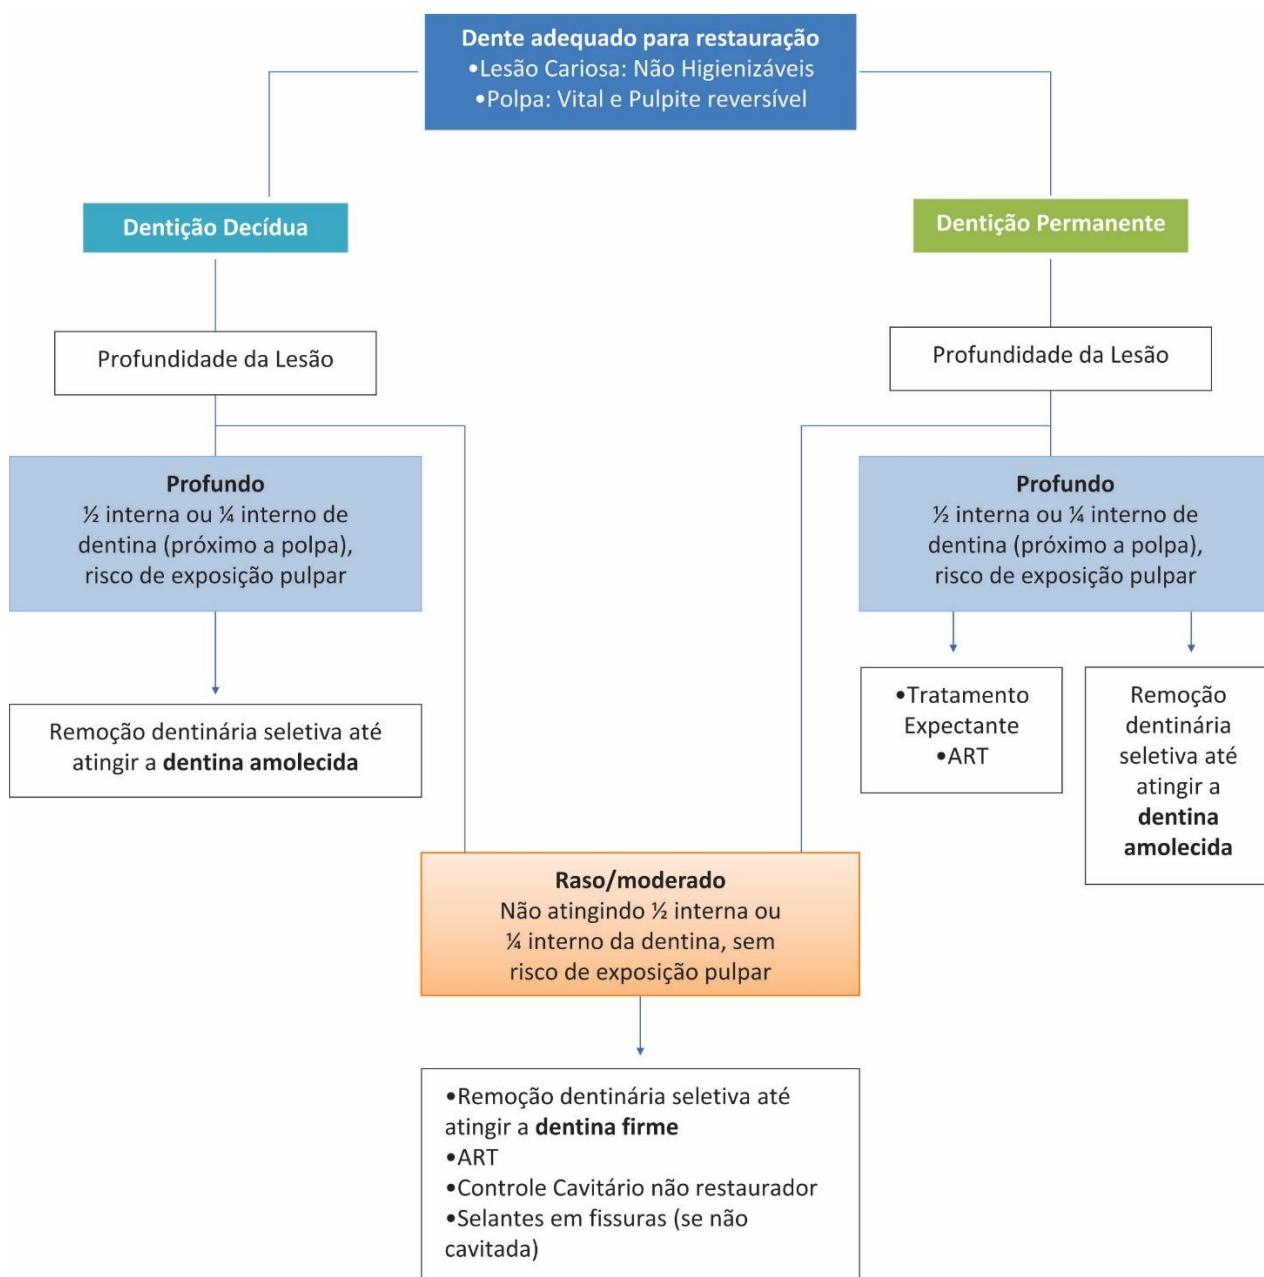 Dente adequado para restauração
•Lesão Cariosa: Não Higienizáveis
•Polpa: Vital e Pulpite reversível
Dentição Decídua
Dentição Permanente
Profundidade da Lesão
Profundidade da Lesão
Profundo
½ interna ou ¼ interno de
dentina (próximo a polpa),
risco de exposição pulpar
Profundo
½ interna ou ¼ interno de
dentina (próximo a polpa),
risco de exposição pulpar
Remoção dentinária seletiva até
atingir a dentina amolecida
•Tratamento
Expectante
•ART
Remoção
dentinária
seletiva até
atingir a
dentina
amolecida
Raso/moderado
Não atingindo ½ interna ou
¼ interno da dentina, sem
risco de exposição pulpar
•Remoção dentinária seletiva até
atingir a dentina firme
•ART
•Controle Cavitário não restaurador
•Selantes em fissuras (se não
cavitada)